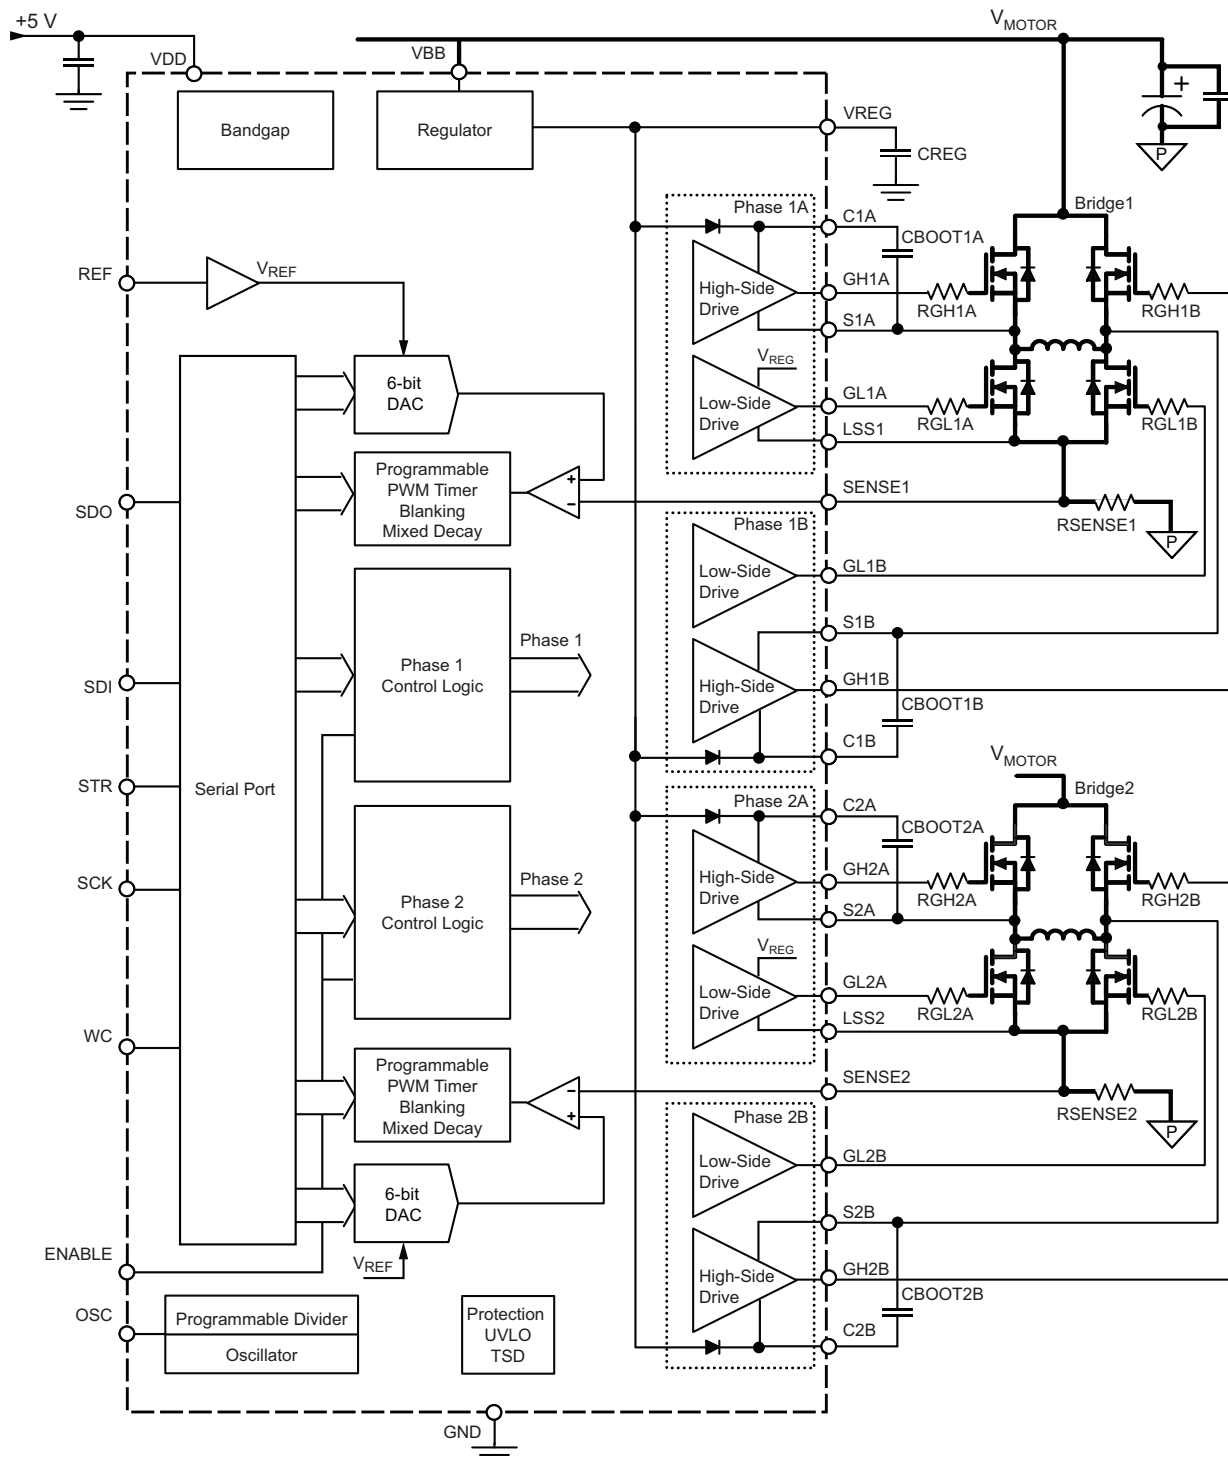 +5 V
VDD
VBB
VMOTOR
+
P
Bandgap
Regulator
VREG
CREG
Phase 1A
C1A
CBOOT1A
Bridge1
REF
VREF
High-Side
Drive
GH1A
RGH1A
RGH1B
S1A
6-bit
DAC
VREG
Low-Side
Drive
GL1A
RGL1A
RGL1B
LSS1
Programmable
PWM Timer
Blanking
Mixed Decay
+
–
SENSE1
RSENSE1
P
SDO
Phase 1B
Low-Side
Drive
GL1B
S1B
Phase 1
Control Logic
Phase 1
High-Side
Drive
GH1B
CBOOT1B
C1B
SDI
STR
Serial Port
VMOTOR
Bridge2
Phase 2A
C2A
CBOOT2A
SCK
Phase 2
Control Logic
Phase 2
High-Side
Drive
GH2A
RGH2A
RGH2B
S2A
VREG
Low-Side
Drive
GL2A
RGL2A
RGL2B
LSS2
WC
Programmable
PWM Timer
Blanking
Mixed Decay
–
+
SENSE2
RSENSE2
P
Phase 2B
Low-Side
Drive
GL2B
6-bit
DAC
VREF
S2B
High-Side
Drive
GH2B
CBOOT2B
C2B
ENABLE
OSC
Programmable Divider
Oscillator
Protection
UVLO
TSD
GND